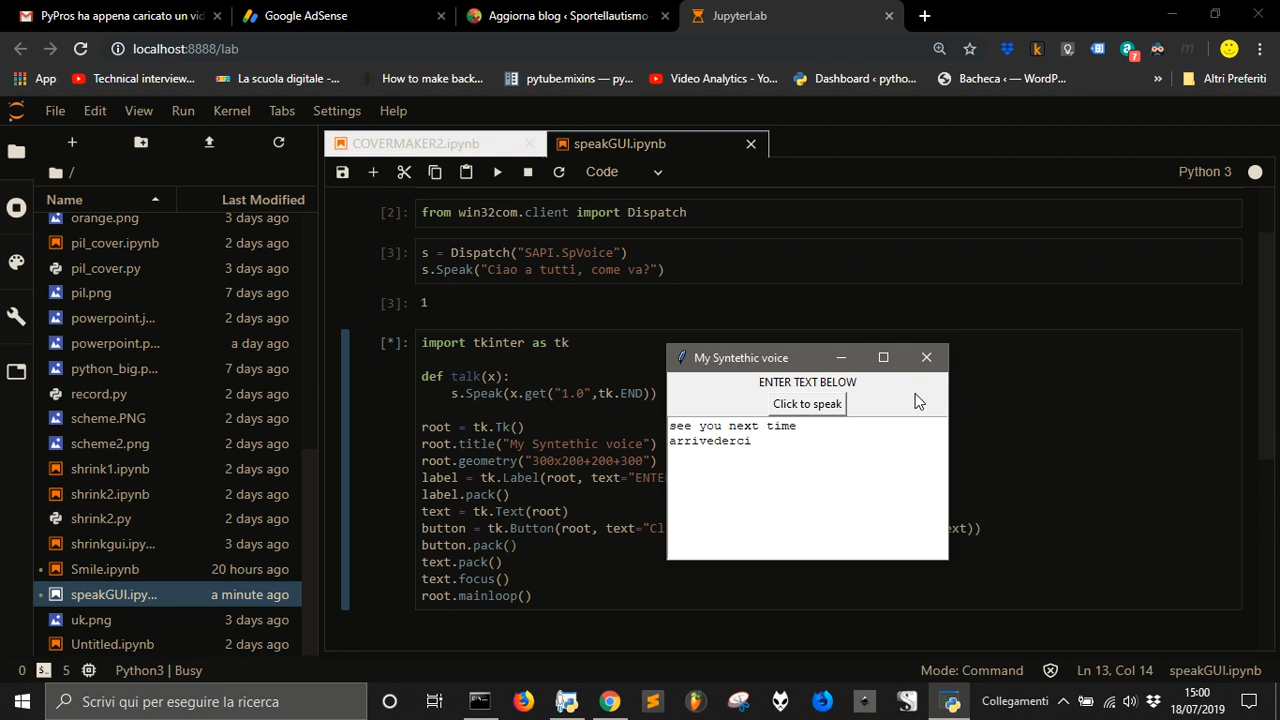 PyPros ha appena caricato un vid
Google AdSense
Aggiorna blog ‹ Sportellautismo
JupyterLab
localhost:8888/lab
App
Technical interview...
La scuola digitale -...
How to make back...
pytube.mixins — py...
Video Analytics - Yo...
Dashboard ‹ pytho...
Bacheca ‹ — WordP...
»
Altri Preferiti
File Edit View Run Kernel Tabs Settings Help
COVERMAKER2.ipynb
speakGUI.ipynb
/
Code
Python 3
Name
Last Modified
orange.png 3 days ago
pil_cover.ipynb 2 days ago
pil_cover.py 3 days ago
pil.png 7 days ago
powerpoint.j... 2 days ago
powerpoint.p... a day ago
python_big.p... 2 days ago
record.py 2 days ago
scheme.PNG 2 days ago
scheme2.png 2 days ago
shrink1.ipynb 2 days ago
shrink2.ipynb 2 days ago
shrink2.py 2 days ago
shrinkgui.ipy... 3 days ago
Smile.ipynb 20 hours ago
speakGUI.ipy... a minute ago
uk.png 3 days ago
Untitled.ipynb 2 days ago
[2]: from win32com.client import Dispatch
[3]: s = Dispatch("SAPI.SpVoice")
s.Speak("Ciao a tutti, come va?")
[3]: 1
[*]: import tkinter as tk
def talk(x):
s.Speak(x.get("1.0",tk.END))
root = tk.Tk()
root.title("My Syntethic voice")
root.geometry("300x200+200+300")
label = tk.Label(root, text="ENTE
label.pack()
text = tk.Text(root)
button = tk.Button(root, text="Cl ext))
button.pack()
text.pack()
text.focus()
root.mainloop()
My Syntethic voice
ENTER TEXT BELOW
Click to speak
see you next time
arrivederci
0 5 Python3 | Busy
Mode: Command
Ln 13, Col 14
speakGUI.ipynb
Scrivi qui per eseguire la ricerca
Collegamenti
15:00
18/07/2019
7